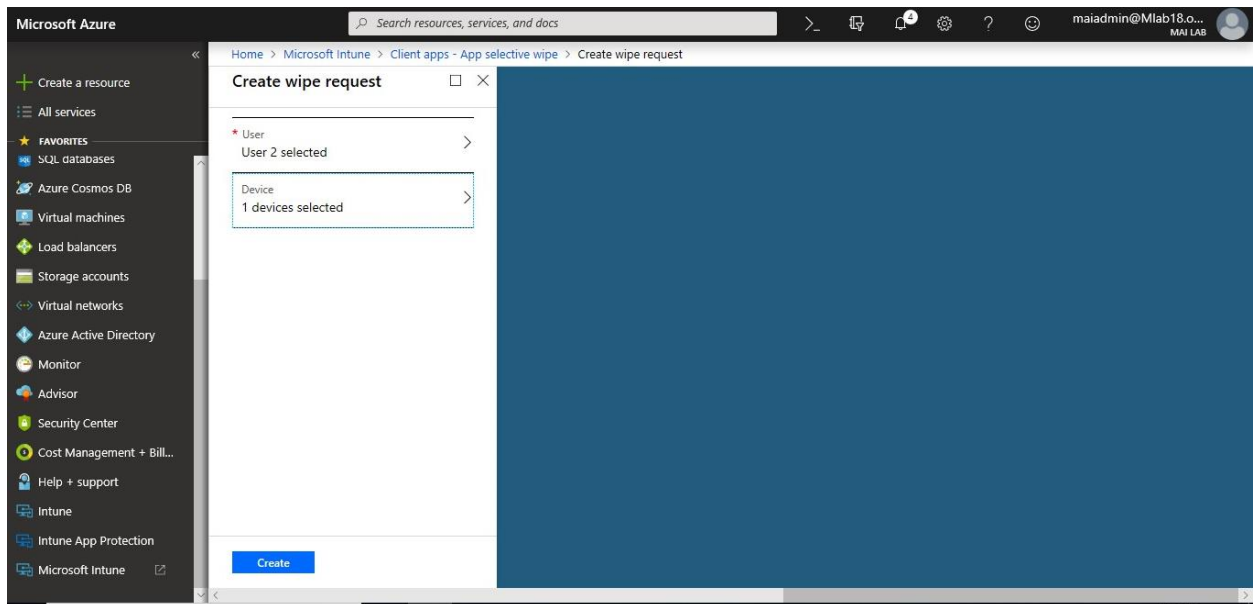 Microsoft Azure
Search resources, services, and docs
>_
4
?
maiadmin@Mlab18.o...
MAI LAB
«
Home > Microsoft Intune > Client apps - App selective wipe > Create wipe request
Create a resource
All services
FAVORITES
SQL databases
Azure Cosmos DB
Virtual machines
Load balancers
Storage accounts
Virtual networks
Azure Active Directory
Monitor
Advisor
Security Center
Cost Management + Bill...
Help + support
Intune
Intune App Protection
Microsoft Intune
Create wipe request
* User
User 2 selected
Device
1 devices selected
Create